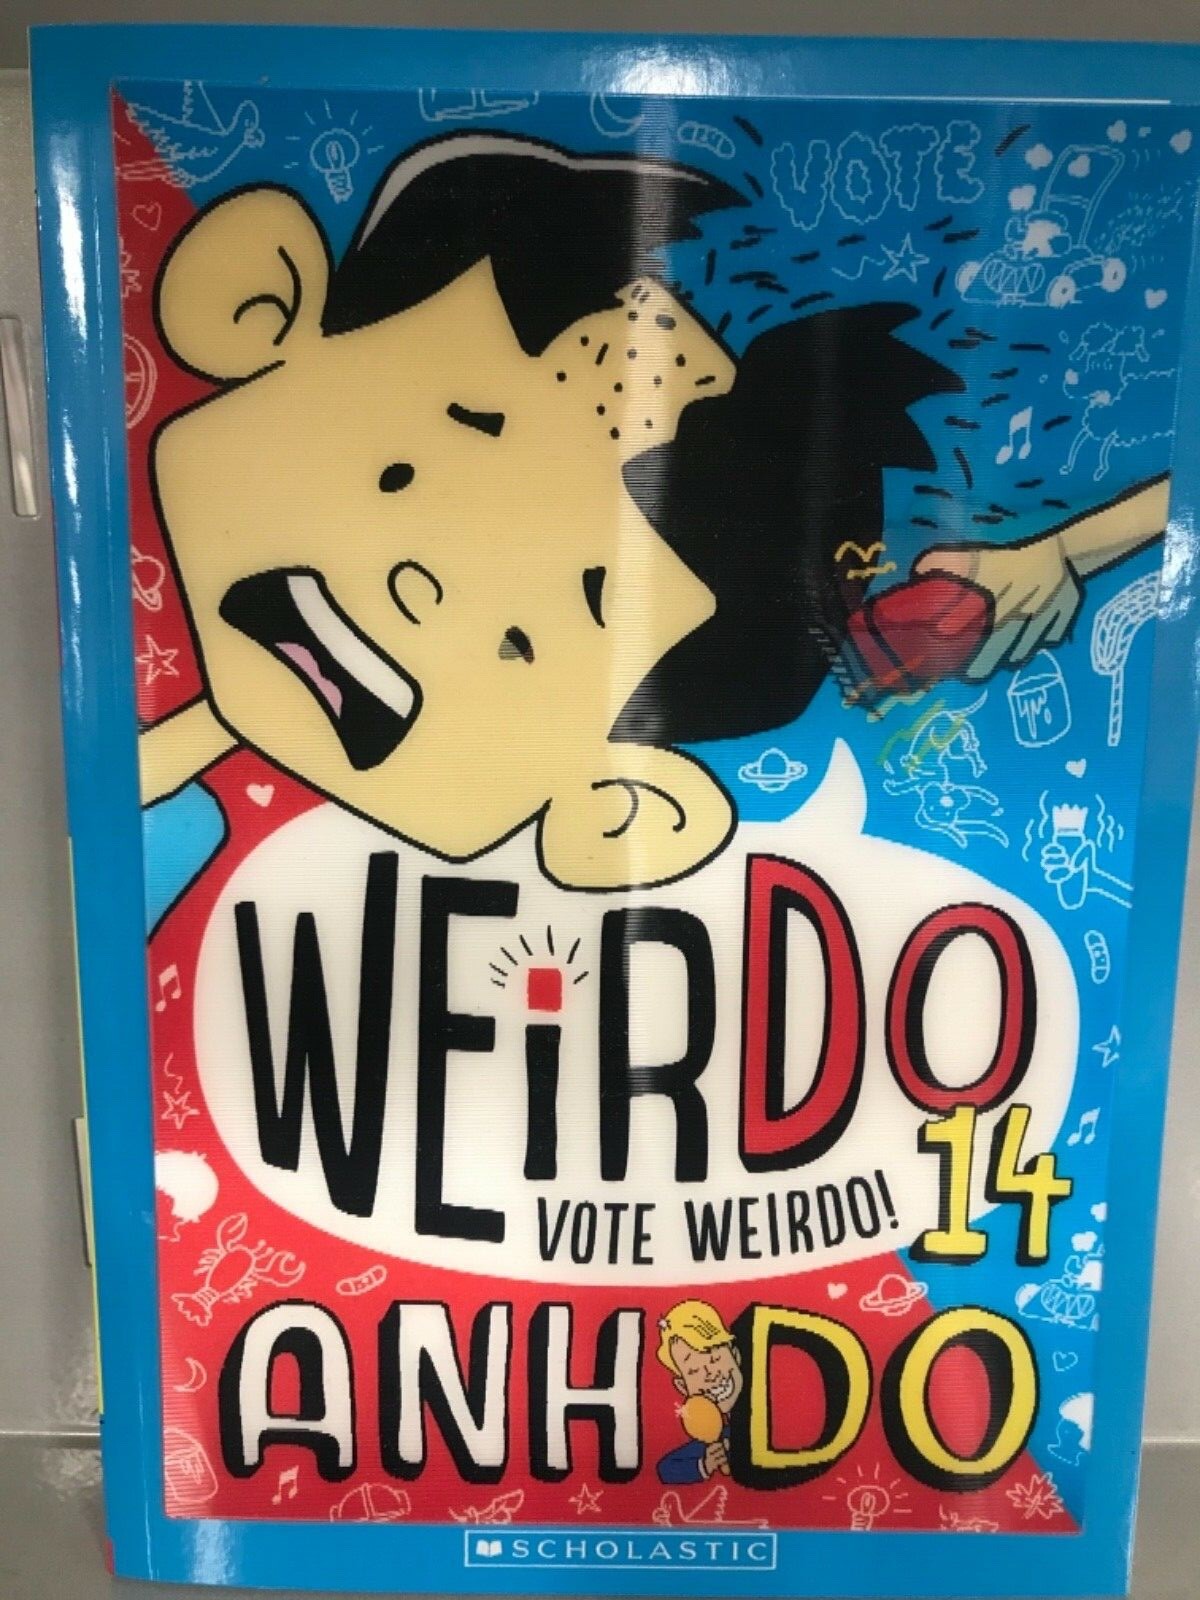 VOTE
WEiRDO
14
VOTE WEIRDO!
ANH DO
SCHOLASTIC